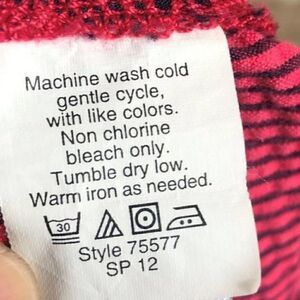 Machine wash cold
gentle cycle,
with like colors.
Non chlorine
bleach only.
Tumble dry low.
Warm iron as needed.
30
Style 75577
SP 12